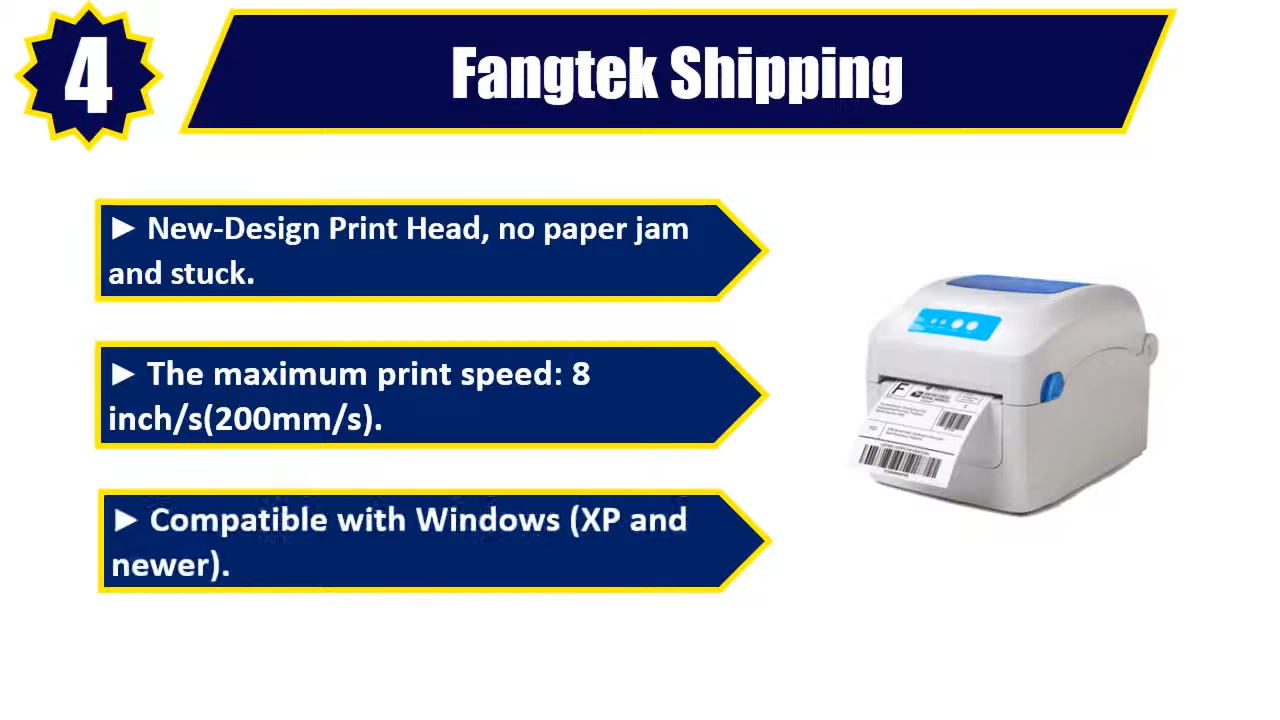 4
Fangtek Shipping
► New-Design Print Head, no paper jam
and stuck.
► The maximum print speed: 8
inch/s(200mm/s).
► Compatible with Windows (XP and
newer).
F